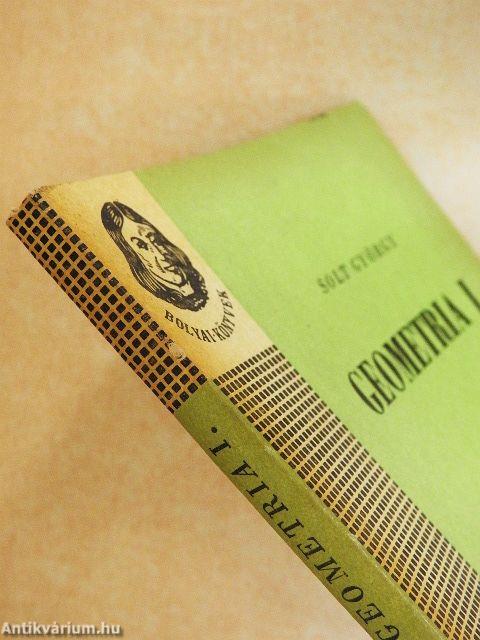 BOLYAI-KÖNYVEK
SOLT GYÖRGY
GEOMETRIA I
GEOMETRIA I.
Antikvárium.hu